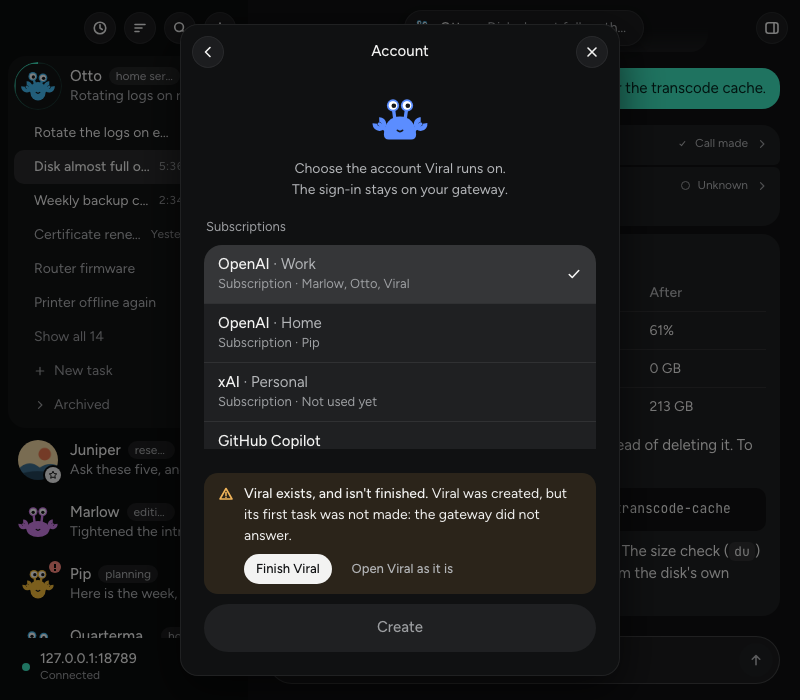 Otto home ser...
Rotating logs on
Rotate the logs on e...
Disk almost full o... 5:36
Weekly backup c... 2:34
Certificate rene... Yeste
Router firmware
Printer offline again
Show all 14
+ New task
Archived
Juniper rese...
Ask these five, an
Marlow editi...
Tightened the intr
Pip planning
Here is the week,
Quarterma
127.0.0.1:18789
Connected
Account
Choose the account Viral runs on.
The sign-in stays on your gateway.
Subscriptions
OpenAI · Work
Subscription · Marlow, Otto, Viral
OpenAI · Home
Subscription · Pip
xAI · Personal
Subscription · Not used yet
GitHub Copilot
Viral exists, and isn't finished. Viral was created, but
its first task was not made: the gateway did not
answer.
Finish Viral Open Viral as it is
Create
the transcode cache.
Call made
Unknown
After
61%
0 GB
213 GB
ead of deleting it. To
transcode-cache
The size check (du)
m the disk's own